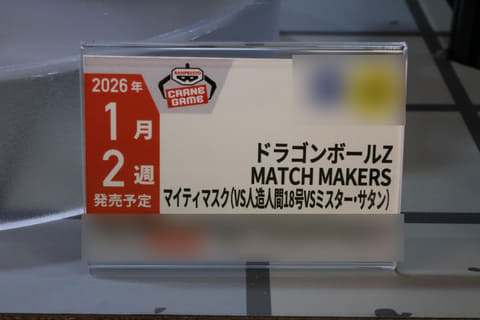 2026年
1月
2週
発売予定
BANPRESTO
CRANE
GAME
ドラゴンボールZ
MATCH MAKERS
マイティマスク(VS人造人間18号VSミスター・サタン)